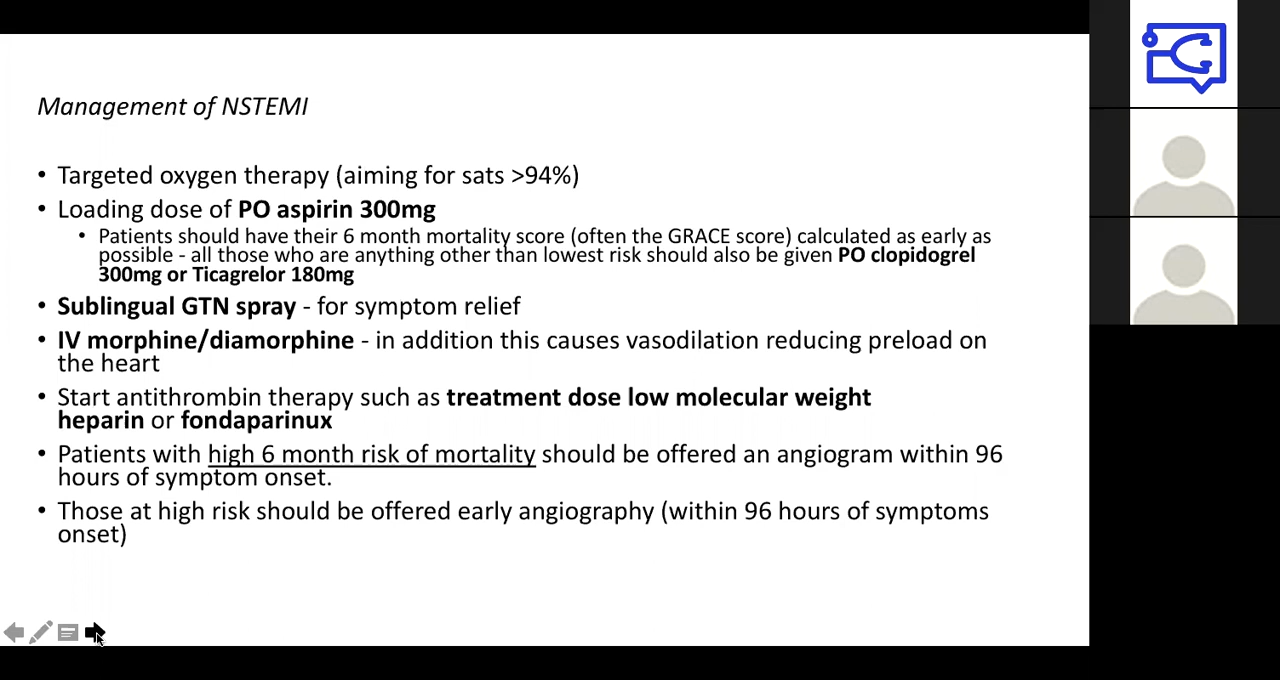 Management of NSTEMI
• Targeted oxygen therapy (aiming for sats >94%)
• Loading dose of PO aspirin 300mg
• Patients should have their 6 month mortality score (often the GRACE score) calculated as early as
possible - all those who are anything other than lowest risk should also be given PO clopidogrel
300mg or Ticagrelor 180mg
• Sublingual GTN spray - for symptom relief
• IV morphine/diamorphine - in addition this causes vasodilation reducing preload on
the heart
• Start antithrombin therapy such as treatment dose low molecular weight
heparin or fondaparinux
• Patients with high 6 month risk of mortality should be offered an angiogram within 96
hours of symptom onset.
• Those at high risk should be offered early angiography (within 96 hours of symptoms
onset)